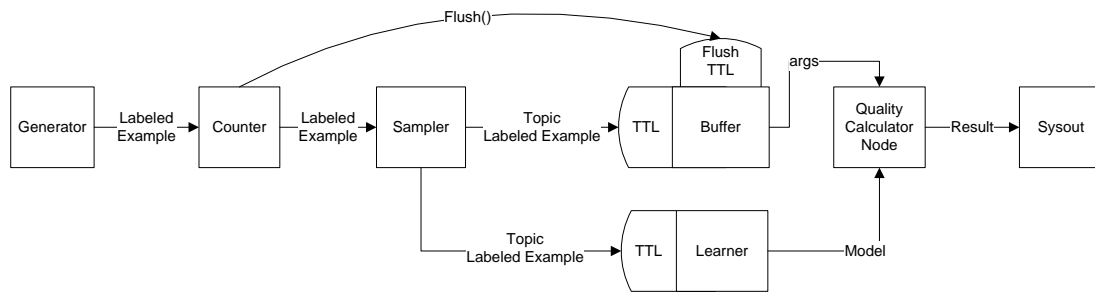 Flush()
Flush
TTL
args
Generator
Labeled
Example
Counter
Labeled
Example
Sampler
Topic
Labeled Example
TTL
Buffer
Quality
Calculator
Node
Result
Sysout
Topic
Labeled Example
TTL
Learner
Model